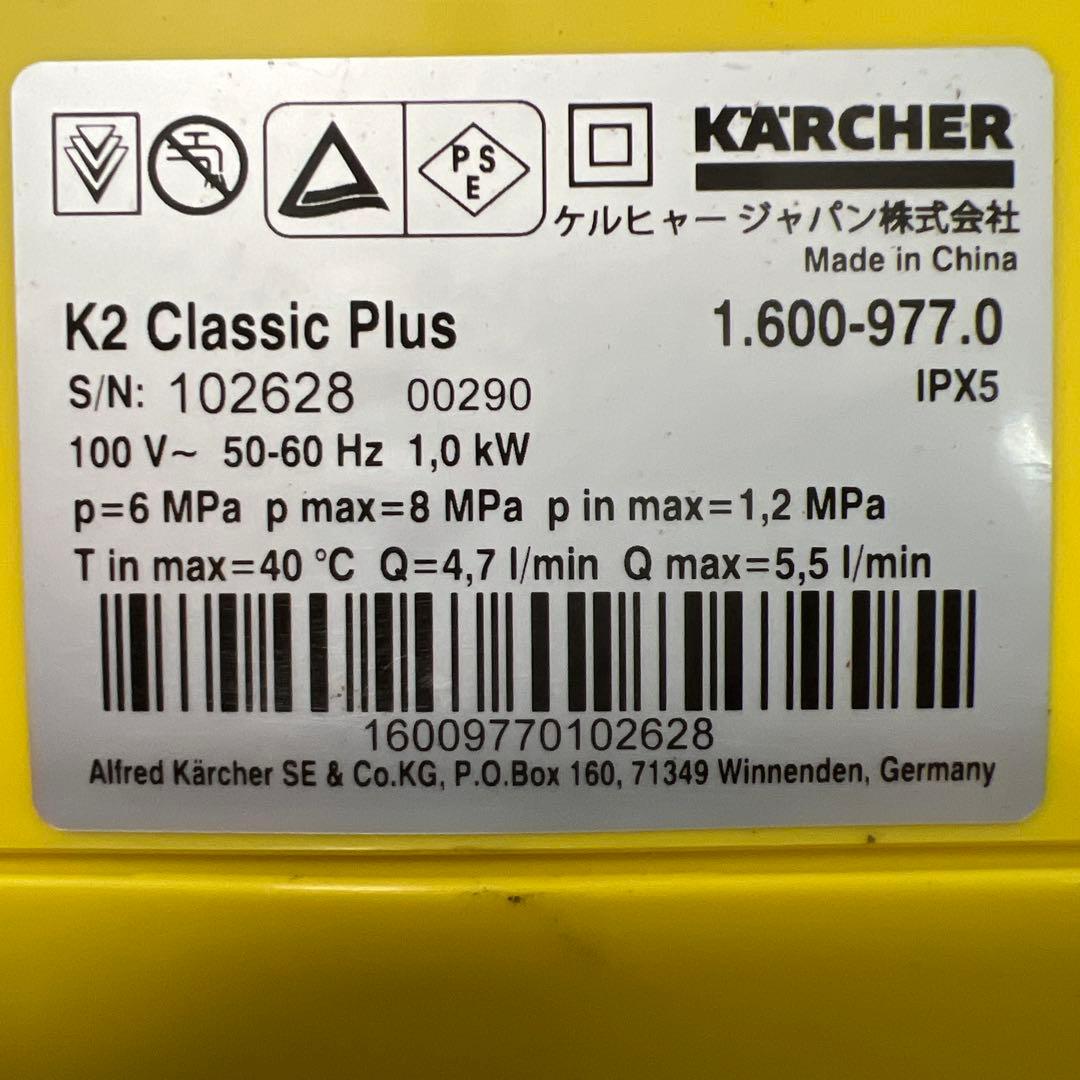 PSE
KÄRCHER
ケルヒャー ジャパン株式会社
Made in China
K2 Classic Plus 1.600-977.0
S/N: 102628 00290 IPX5
100 V~ 50-60 Hz 1,0 kW
p=6 MPa p max=8 MPa p in max=1,2 MPa
T in max=40 °C Q=4,7 l/min Q max=5,5 l/min
16009770102628
Alfred Kärcher SE & Co.KG, P.O.Box 160, 71349 Winnenden, Germany